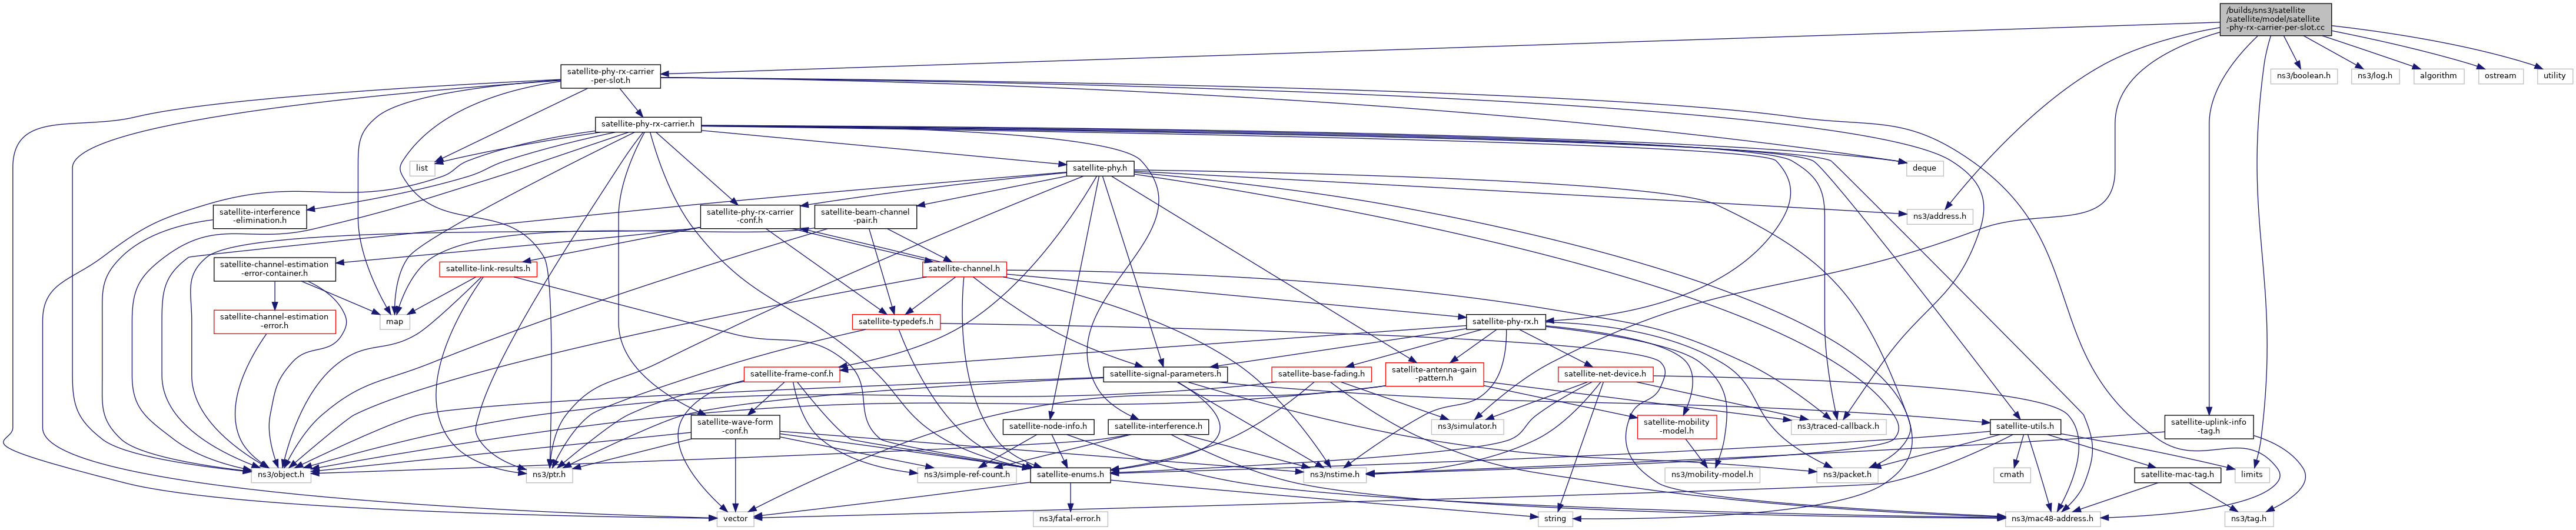 /builds/sns3/satellite
/satellite/model/satellite
-phy-rx-carrier-per-slot.cc
satellite-phy-rx-carrier
-per-slot.h
ns3/boolean.h
ns3/log.h
algorithm
ostream
utility
satellite-phy-rx-carrier.h
list
satellite-phy.h
deque
satellite-interference
-elimination.h
satellite-phy-rx-carrier
-conf.h
satellite-beam-channel
-pair.h
ns3/address.h
satellite-channel-estimation
-error-container.h
satellite-link-results.h
satellite-channel.h
satellite-channel-estimation
-error.h
map
satellite-typedefs.h
satellite-phy-rx.h
satellite-frame-conf.h
satellite-signal-parameters.h
satellite-base-fading.h
satellite-antenna-gain
-pattern.h
satellite-net-device.h
satellite-wave-form
-conf.h
satellite-node-info.h
satellite-interference.h
ns3/simulator.h
satellite-mobility
-model.h
ns3/traced-callback.h
satellite-utils.h
satellite-uplink-info
-tag.h
ns3/object.h
ns3/ptr.h
ns3/simple-ref-count.h
satellite-enums.h
ns3/nstime.h
ns3/mobility-model.h
ns3/packet.h
cmath
satellite-mac-tag.h
limits
vector
ns3/fatal-error.h
string
ns3/mac48-address.h
ns3/tag.h